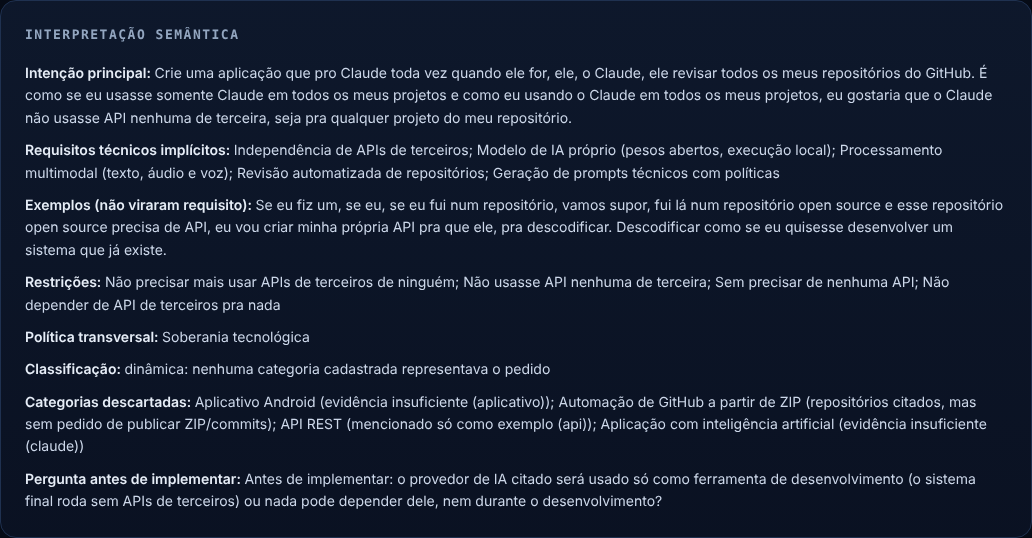 INTERPRETAÇÃO SEMÂNTICA
Intenção principal: Crie uma aplicação que pro Claude toda vez quando ele for, ele, o Claude, ele revisar todos os meus repositórios do GitHub. É
como se eu usasse somente Claude em todos os meus projetos e como eu usando o Claude em todos os meus projetos, eu gostaria que o Claude
não usasse API nenhuma de terceira, seja pra qualquer projeto do meu repositório.
Requisitos técnicos implícitos: Independência de APIs de terceiros; Modelo de IA próprio (pesos abertos, execução local); Processamento
multimodal (texto, áudio e voz); Revisão automatizada de repositórios; Geração de prompts técnicos com políticas
Exemplos (não viraram requisito): Se eu fiz um, se eu, se eu fui num repositório, vamos supor, fui lá num repositório open source e esse repositório
open source precisa de API, eu vou criar minha própria API pra que ele, pra descodificar. Descodificar como se eu quisesse desenvolver um
sistema que já existe.
Restrições: Não precisar mais usar APIs de terceiros de ninguém; Não usasse API nenhuma de terceira; Sem precisar de nenhuma API; Não
depender de API de terceiros pra nada
Política transversal: Soberania tecnológica
Classificação: dinâmica: nenhuma categoria cadastrada representava o pedido
Categorias descartadas: Aplicativo Android (evidência insuficiente (aplicativo)); Automação de GitHub a partir de ZIP (repositórios citados, mas
sem pedido de publicar ZIP/commits); API REST (mencionado só como exemplo (api)); Aplicação com inteligência artificial (evidência insuficiente
(claude))
Pergunta antes de implementar: Antes de implementar: o provedor de IA citado será usado só como ferramenta de desenvolvimento (o sistema
final roda sem APIs de terceiros) ou nada pode depender dele, nem durante o desenvolvimento?